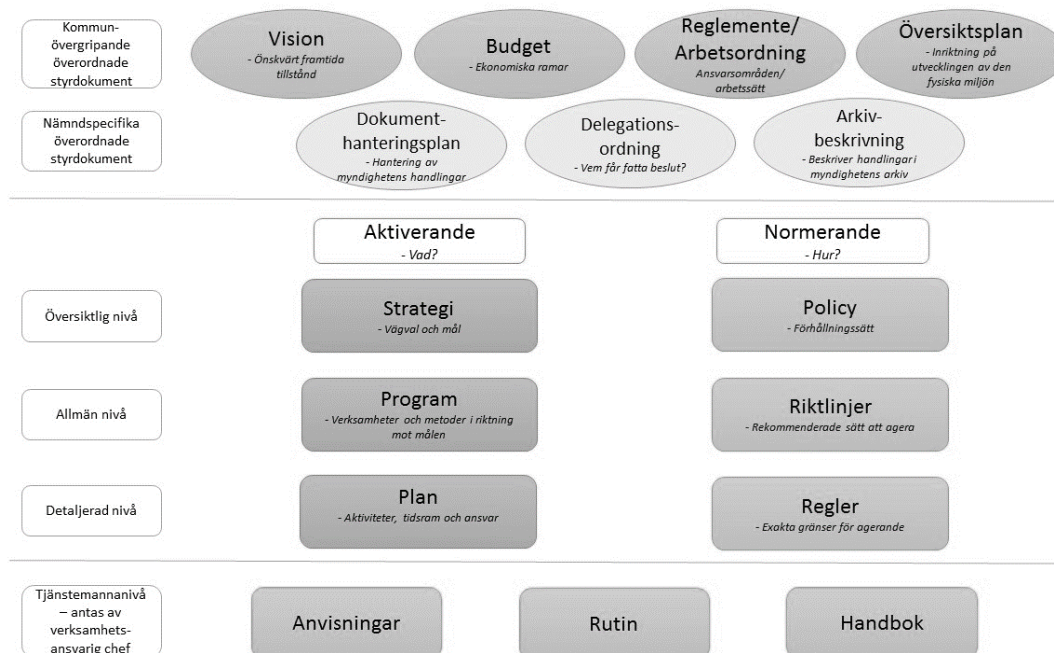 Kommun-
övergripande
överordnade
styrdokument
Vision
- Önskvärt framtida
tillstånd
Budget
- Ekonomiska ramar
Reglemente/
Arbetsordning
Ansvarsområden/
arbetssätt
Översiktsplan
- Inriktning på
utvecklingen av den
fysiska miljön
Nämndspecifika
överordnade
styrdokument
Dokument-
hanteringsplan
- Hantering av
myndighetens handlingar
Delegations-
ordning
- Vem får fatta beslut?
Arkiv-
beskrivning
- Beskriver handlingar i
myndighetens arkiv
Aktiverande
- Vad?
Normerande
- Hur?
Översiktlig nivå
Strategi
- Vägval och mål
Policy
- Förhållningssätt
Allmän nivå
Program
- Verksamheter och metoder i riktning
mot målen
Riktlinjer
- Rekommenderade sätt att agera
Detaljerad nivå
Plan
- Aktiviteter, tidsram och ansvar
Regler
- Exakta gränser för agerande
Tjänstemannanivå
– antas av
verksamhets-
ansvarig chef
Anvisningar
Rutin
Handbok